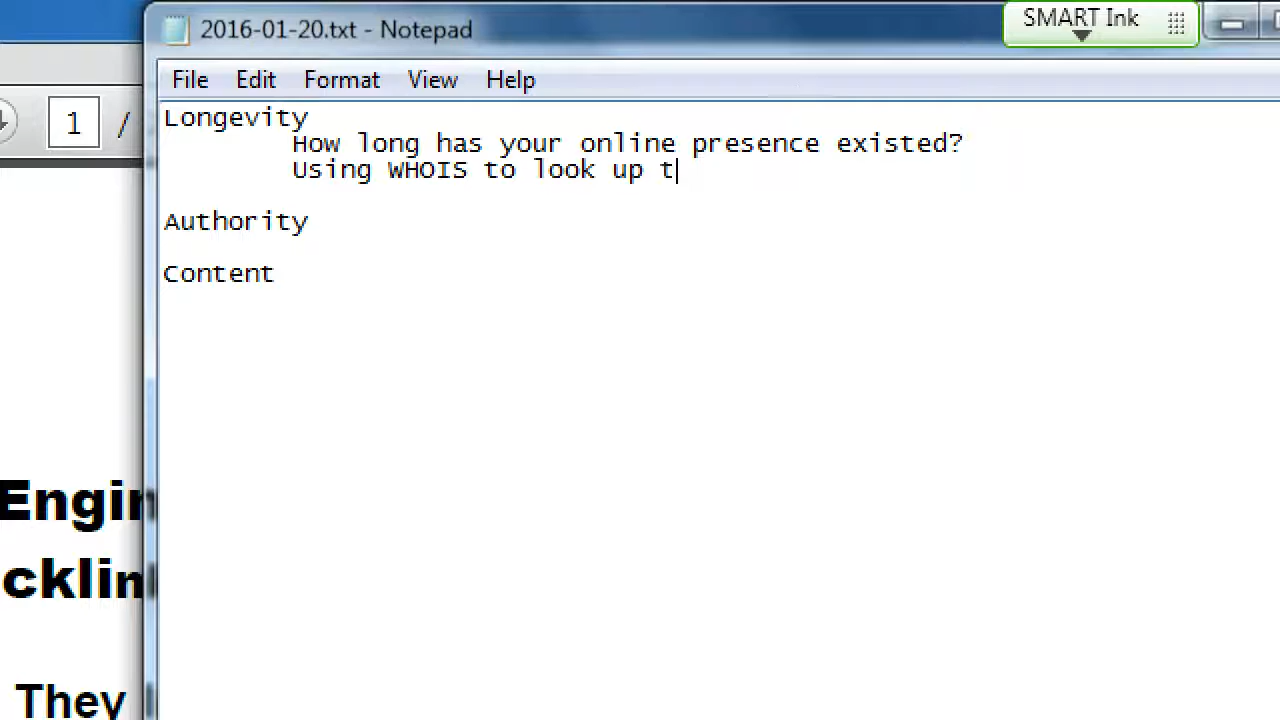 2016-01-20.txt - Notepad
SMART Ink
File Edit Format View Help
1 /
Longevity
How long has your online presence existed?
Using WHOIS to look up t
Authority
Content
Engin
cklin
They